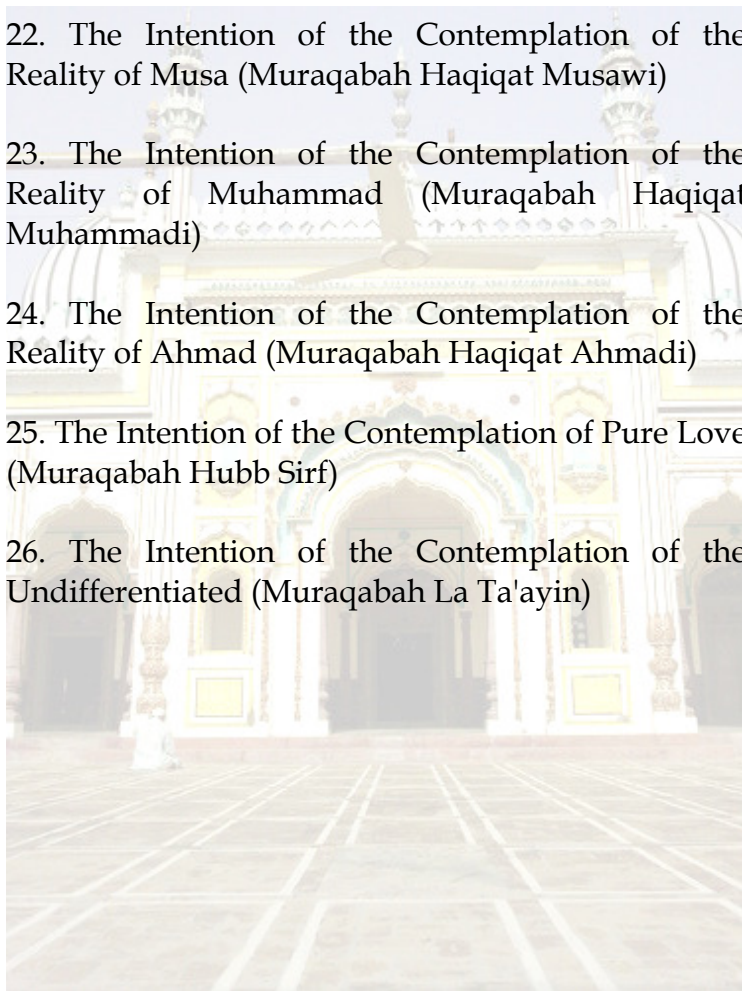 22. The Intention of the Contemplation of the
Reality of Musa (Muraqabah Haqiqat Musawi)
23. The Intention of the Contemplation of the
Reality of Muhammad (Muraqabah Haqiqat
Muhammadi)
24. The Intention of the Contemplation of the
Reality of Ahmad (Muraqabah Haqiqat Ahmadi)
25. The Intention of the Contemplation of Pure Love
(Muraqabah Hubb Sirf)
26. The Intention of the Contemplation of the
Undifferentiated (Muraqabah La Ta'ayin)